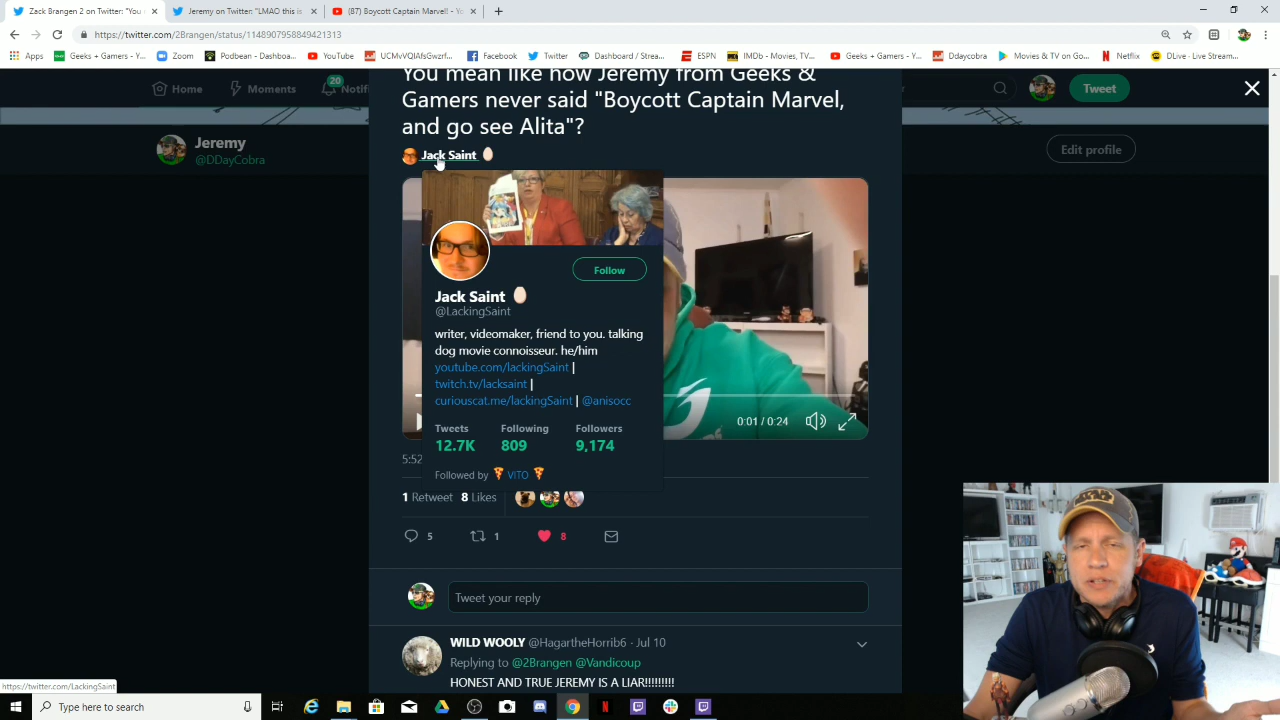 Zack Brangen 2 on Twitter: "You
Twitter: "LMAO this is
(87) Boycott Captain Marvel - Yo
https://twitter.com/2Brangen/status/1148907958849421313
Apps
Geeks + Gamers - Y
Zoom
Podbean - Dashboar
YouTube
UCMvVQIAfsGwzrf
Facebook
Twitter
Dashboard / Strea
ESPN
IMDb - Movies, TV
Geeks + Gamers - Y
Ddaycobra
Movies & TV on Goo
Netflix
DLive · Live Stream
Home
Moments
20
Notifi
Tweet
You mean like how Jeremy from Geeks &
Gamers never said "Boycott Captain Marvel,
and go see Alita"?
Jeremy
@DDayCobra
Edit profile
Jack Saint
Follow
Jack Saint
@LackingSaint
writer, videomaker, friend to you. talking
dog movie connoisseur. he/him
youtube.com/lackingSaint |
twitch.tv/lacksaint |
curiouscat.me/lackingSaint | @anisocc
Tweets Following Followers
12.7K 809 9,174
0:01 / 0:24
5:52
Followed by VITO
1 Retweet 8 Likes
5 1 8
Tweet your reply
WILD WOOLY @HagartheHorrib6 · Jul 10
Replying to @2Brangen @Vandicoup
HONEST AND TRUE JEREMY IS A LIAR!!!!!!!!!
https://twitter.com/LackingSaint
Type here to search